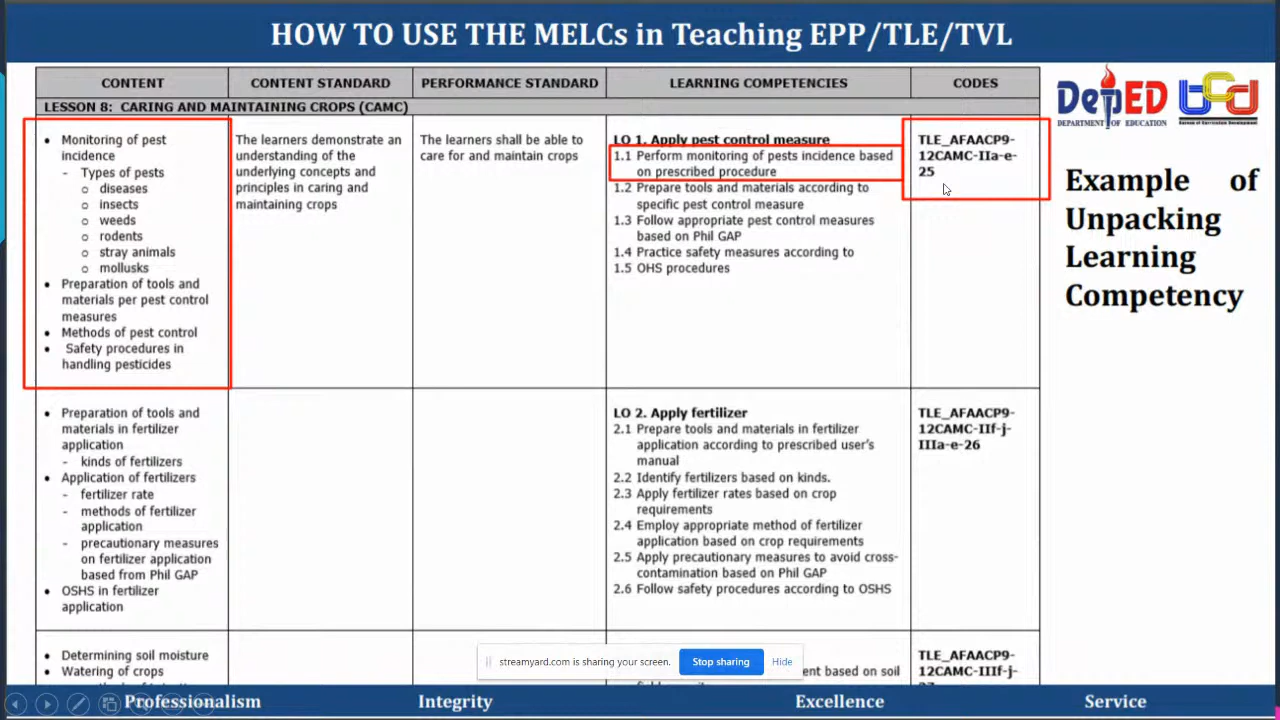 HOW TO USE THE MELCs in Teaching EPP/TLE/TVL
CONTENT
CONTENT STANDARD
PERFORMANCE STANDARD
LEARNING COMPETENCIES
CODES
LESSON 8: CARING AND MAINTAINING CROPS (CAMC)
• Monitoring of pest
incidence
- Types of pests
o diseases
o insects
o weeds
o rodents
o stray animals
o mollusks
• Preparation of tools and
materials per pest control
measures
• Methods of pest control
• Safety procedures in
handling pesticides
The learners demonstrate an
understanding of the
underlying concepts and
principles in caring and
maintaining crops
The learners shall be able to
care for and maintain crops
LO 1. Apply pest control measure
1.1 Perform monitoring of pests incidence based
on prescribed procedure
1.2 Prepare tools and materials according to
specific pest control measure
1.3 Follow appropriate pest control measures
based on Phil GAP
1.4 Practice safety measures according to
1.5 OHS procedures
TLE_AFAACP9-
12CAMC-IIa-e-
25
• Preparation of tools and
materials in fertilizer
application
- kinds of fertilizers
• Application of fertilizers
- fertilizer rate
- methods of fertilizer
application
- precautionary measures
on fertilizer application
based from Phil GAP
• OSHS in fertilizer
application
LO 2. Apply fertilizer
2.1 Prepare tools and materials in fertilizer
application according to prescribed user's
manual
2.2 Identify fertilizers based on kinds.
2.3 Apply fertilizer rates based on crop
requirements
2.4 Employ appropriate method of fertilizer
application based on crop requirements
2.5 Apply precautionary measures to avoid cross-
contamination based on Phil GAP
2.6 Follow safety procedures according to OSHS
TLE_AFAACP9-
12CAMC-IIf-j-
IIIa-e-26
• Determining soil moisture
• Watering of crops
based on soil
TLE_AFAACP9-
12CAMC-IIIf-j-
DepED
DEPARTMENT OF EDUCATION
bcd
Bureau of Curriculum Development
Example of
Unpacking
Learning
Competency
streamyard.com is sharing your screen.
Stop sharing
Hide
Professionalism
Integrity
Excellence
Service